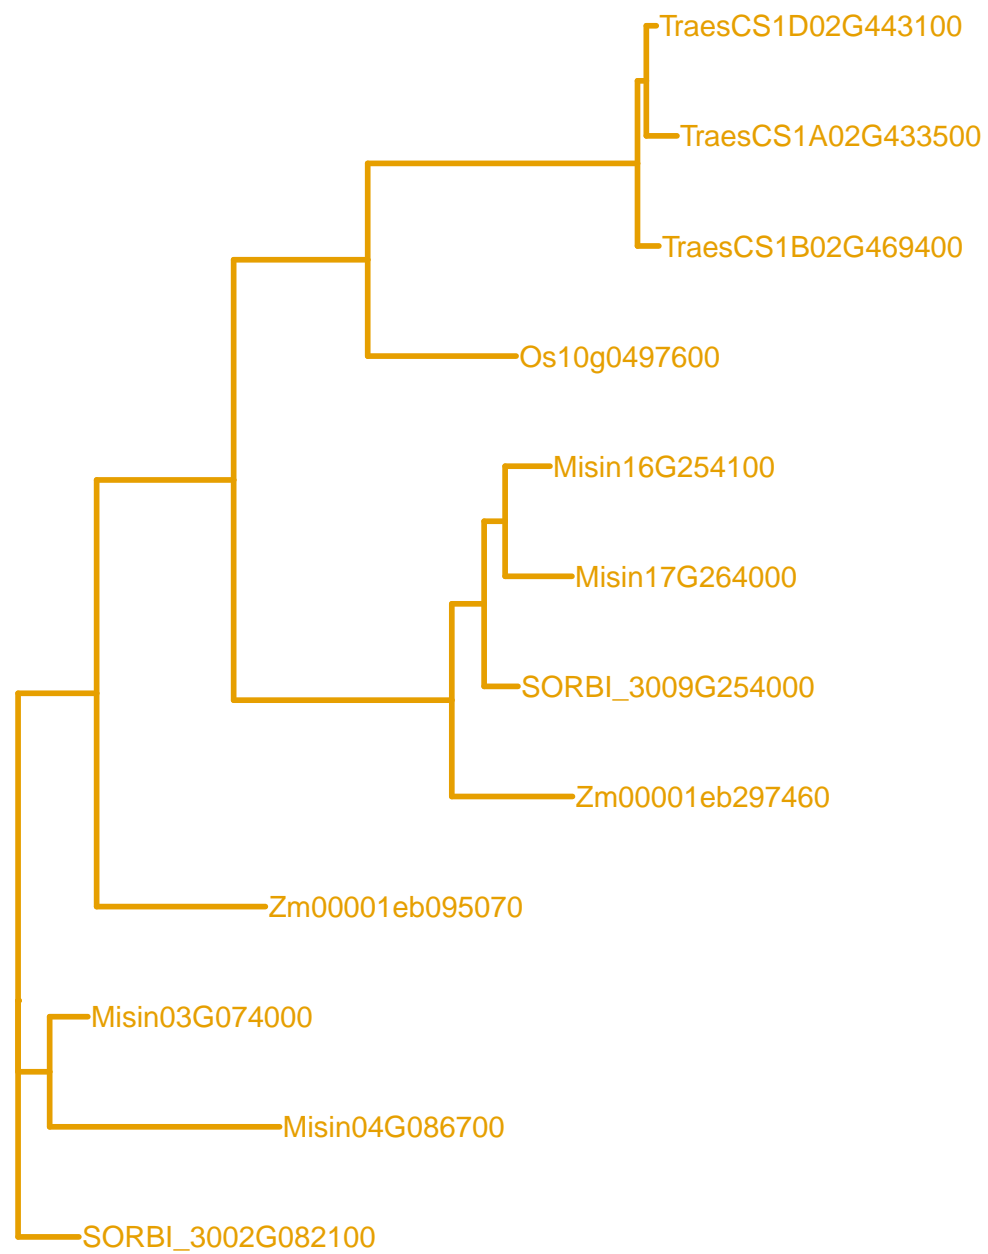 TraesCS1D02G443100
TraesCS1A02G433500
TraesCS1B02G469400
Os10g0497600
Misin16G254100
Misin17G264000
SORBI_3009G254000
Zm00001eb297460
Zm00001eb095070
Misin03G074000
Misin04G086700
SORBI_3002G082100